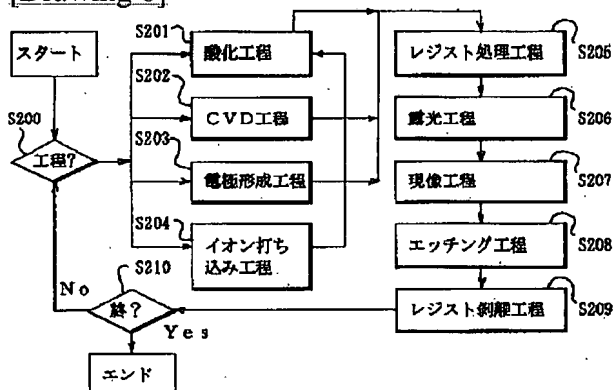 スタート
S200
工程?
S201
酸化工程
S202
CVD工程
S203
電極形成工程
S204
イオン打ち
込み工程
レジスト処理工程
S205
露光工程
S206
現像工程
S207
エッチング工程
S208
レジスト剥離工程
S209
S210
終?
No
Yes
エンド